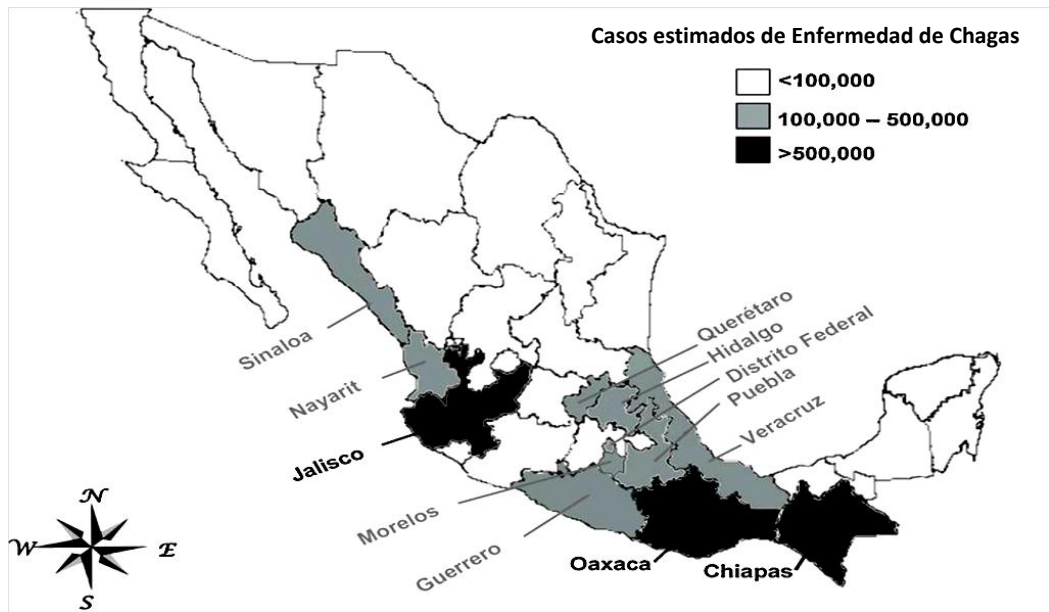 Casos estimados de Enfermedad de Chagas
<100,000
100,000 – 500,000
>500,000
Querétaro
Hidalgo
Distrito Federal
Puebla
Veracruz
Sinaloa
Nayarit
Jalisco
Morelos
Guerrero
Oaxaca
Chiapas
N
W
E
S